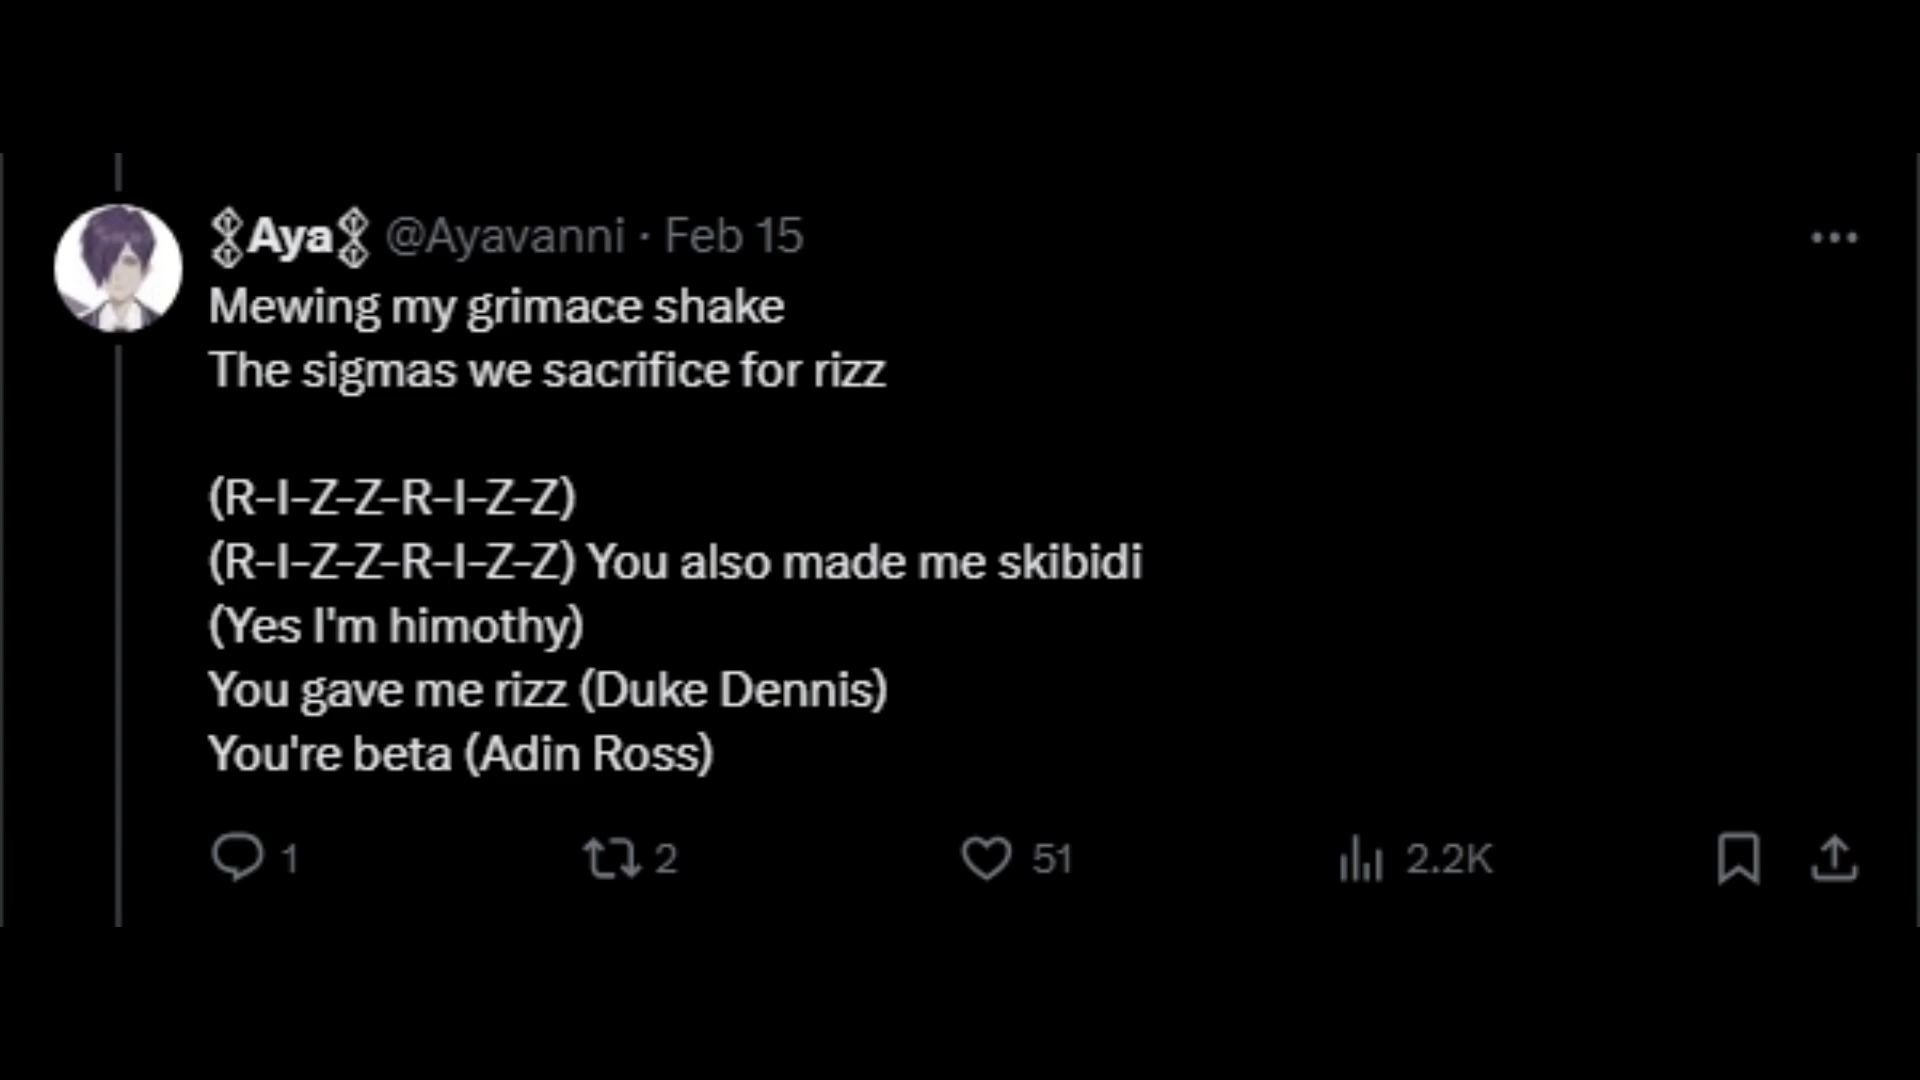 Aya @Ayavanni · Feb 15
Mewing my grimace shake
The sigmas we sacrifice for rizz
(R-I-Z-Z-R-I-Z-Z)
(R-I-Z-Z-R-I-Z-Z) You also made me skibidi
(Yes I'm himothy)
You gave me rizz (Duke Dennis)
You're beta (Adin Ross)
1 2 51 2.2K